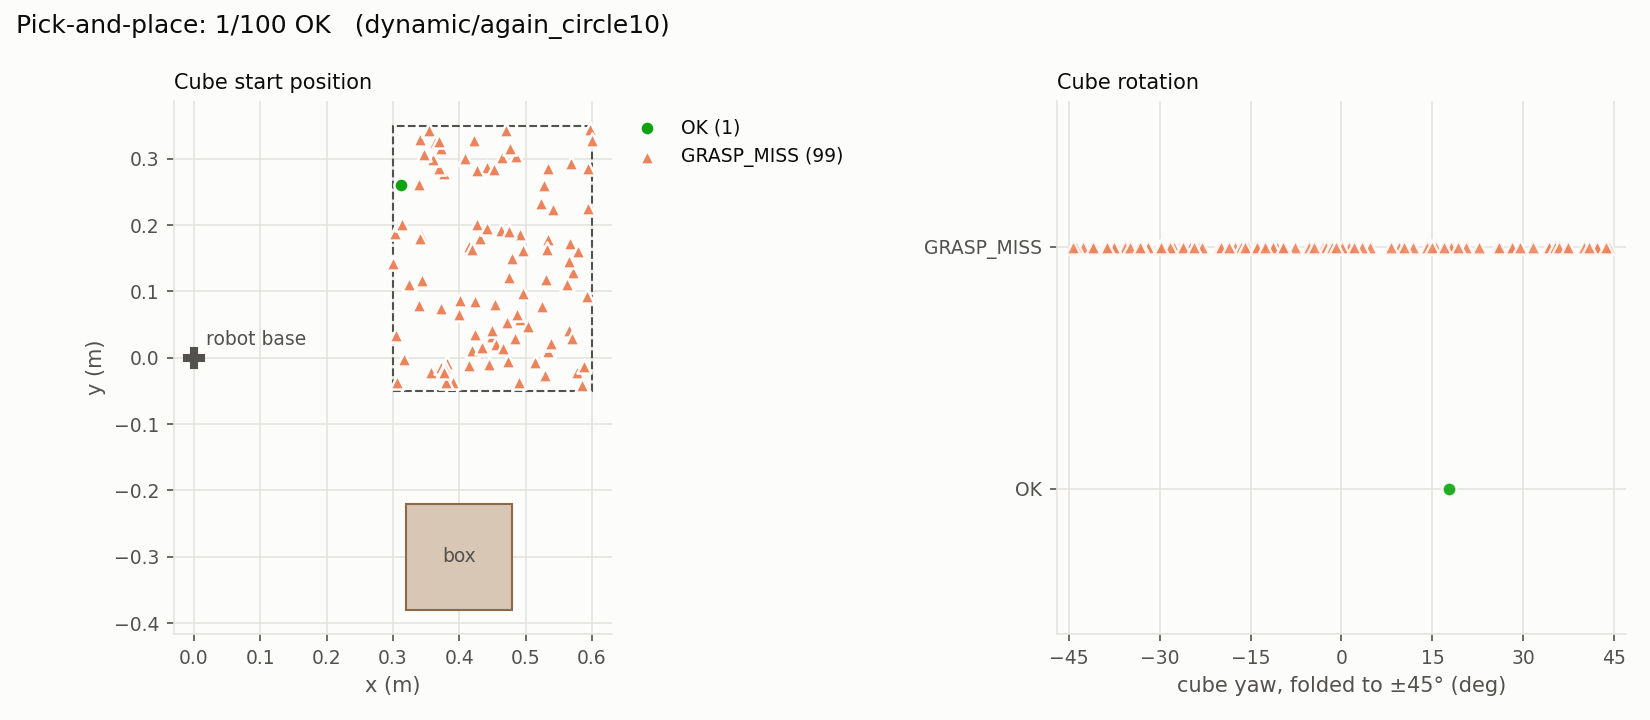 Pick-and-place: 1/100 OK   (dynamic/again_circle10)
Cube start position
OK (1)
GRASP_MISS (99)
0.3
0.2
0.1
0.0
−0.1
−0.2
−0.3
−0.4
y (m)
robot base
box
0.0 0.1 0.2 0.3 0.4 0.5 0.6
x (m)
Cube rotation
GRASP_MISS
OK
−45 −30 −15 0 15 30 45
cube yaw, folded to ±45° (deg)